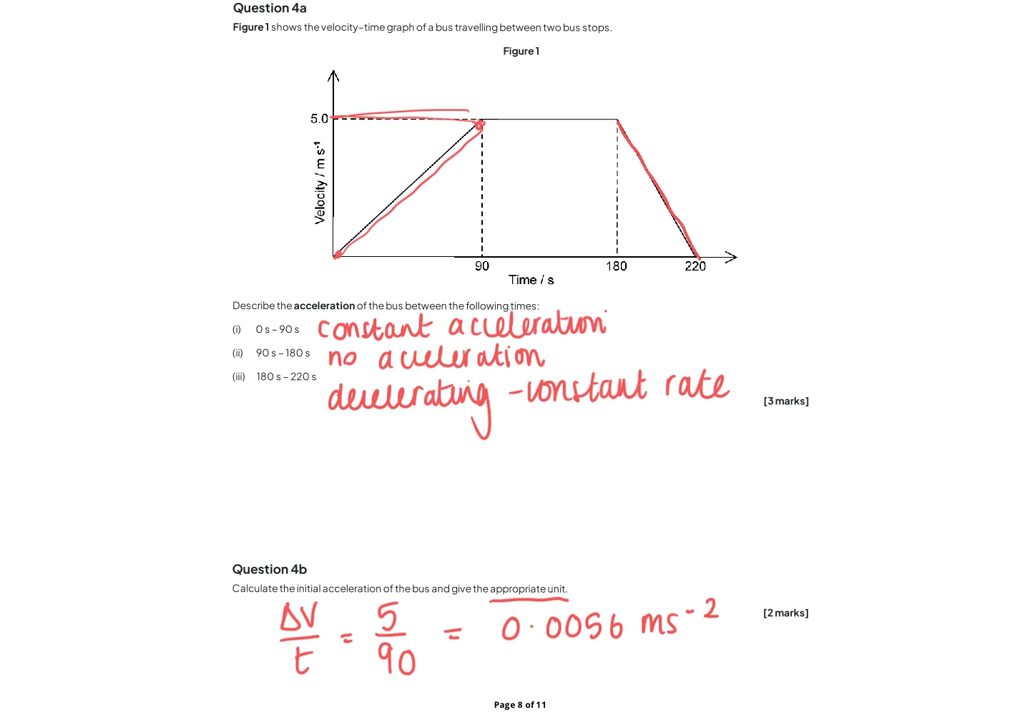 Question 4a
Figure 1 shows the velocity-time graph of a bus travelling between two bus stops.
Figure 1
5.0
Velocity / m s⁻¹
90 180 220
Time / s
Describe the acceleration of the bus between the following times:
(i) 0 s – 90 s constant acceleration
(ii) 90 s – 180 s no acceleration
(iii) 180 s – 220 s decelerating - constant rate
[3 marks]
Question 4b
Calculate the initial acceleration of the bus and give the appropriate unit.
[2 marks]
ΔV/t = 5/90 = 0.0056 ms⁻²
Page 8 of 11